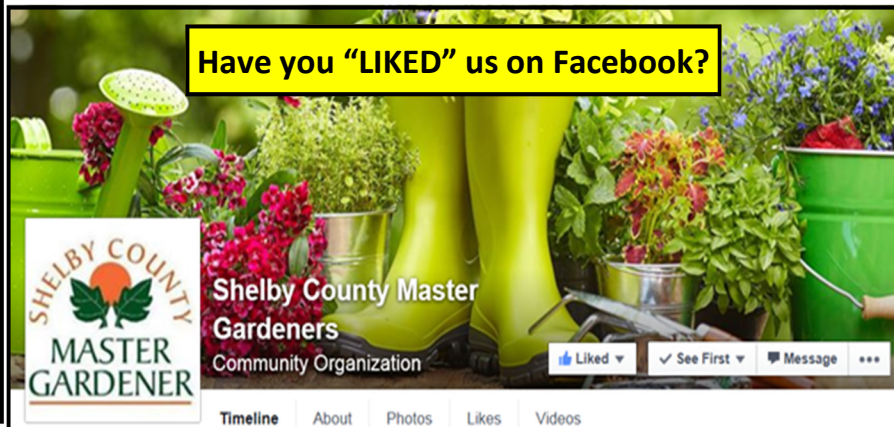 Have you “LIKED” us on Facebook?
SHELBY COUNTY
MASTER
GARDENER
Shelby County Master
Gardeners
Community Organization
Liked
See First
Message
Timeline About Photos Likes Videos